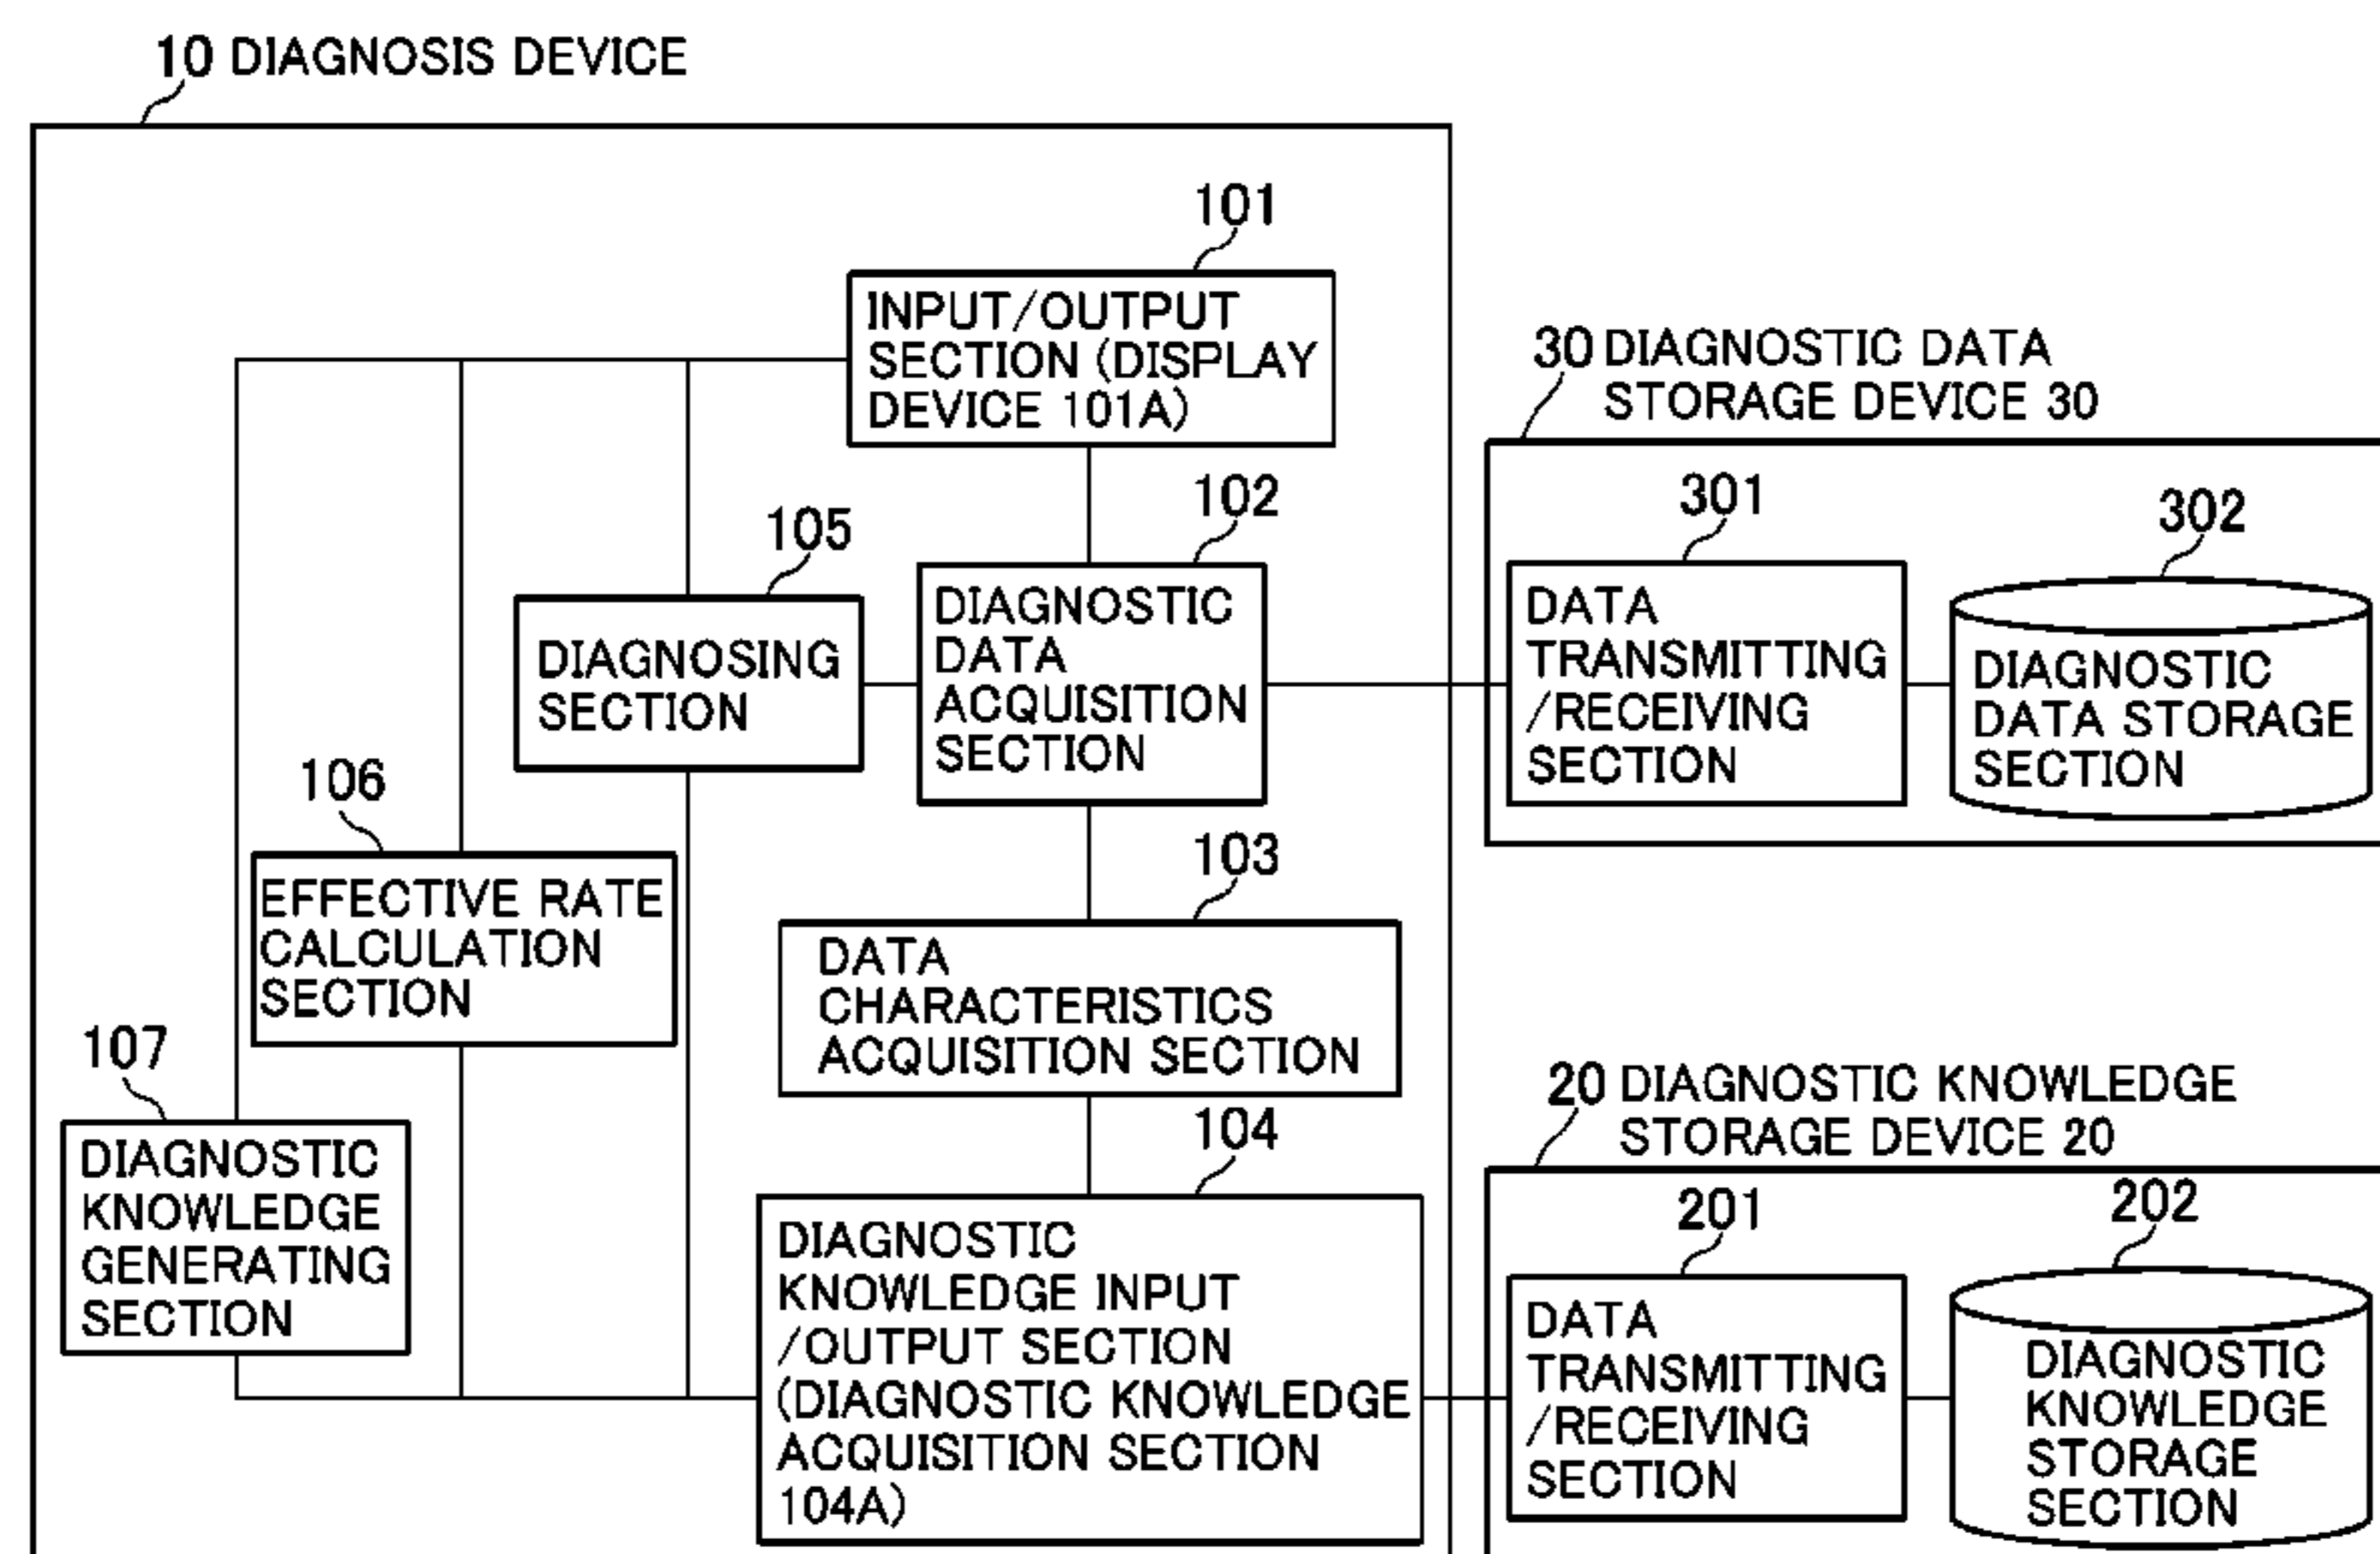 10 DIAGNOSIS DEVICE
101
INPUT/OUTPUT
SECTION (DISPLAY
DEVICE 101A)
30 DIAGNOSTIC DATA
STORAGE DEVICE 30
102
DIAGNOSTIC
DATA
ACQUISITION
SECTION
105
DIAGNOSING
SECTION
301
DATA
TRANSMITTING
/RECEIVING
SECTION
302
DIAGNOSTIC
DATA STORAGE
SECTION
106
EFFECTIVE RATE
CALCULATION
SECTION
103
DATA
CHARACTERISTICS
ACQUISITION SECTION
107
DIAGNOSTIC
KNOWLEDGE
GENERATING
SECTION
104
DIAGNOSTIC
KNOWLEDGE INPUT
/OUTPUT SECTION
(DIAGNOSTIC KNOWLEDGE
ACQUISITION SECTION
104A)
20 DIAGNOSTIC KNOWLEDGE
STORAGE DEVICE 20
201
DATA
TRANSMITTING
/RECEIVING
SECTION
202
DIAGNOSTIC
KNOWLEDGE
STORAGE
SECTION